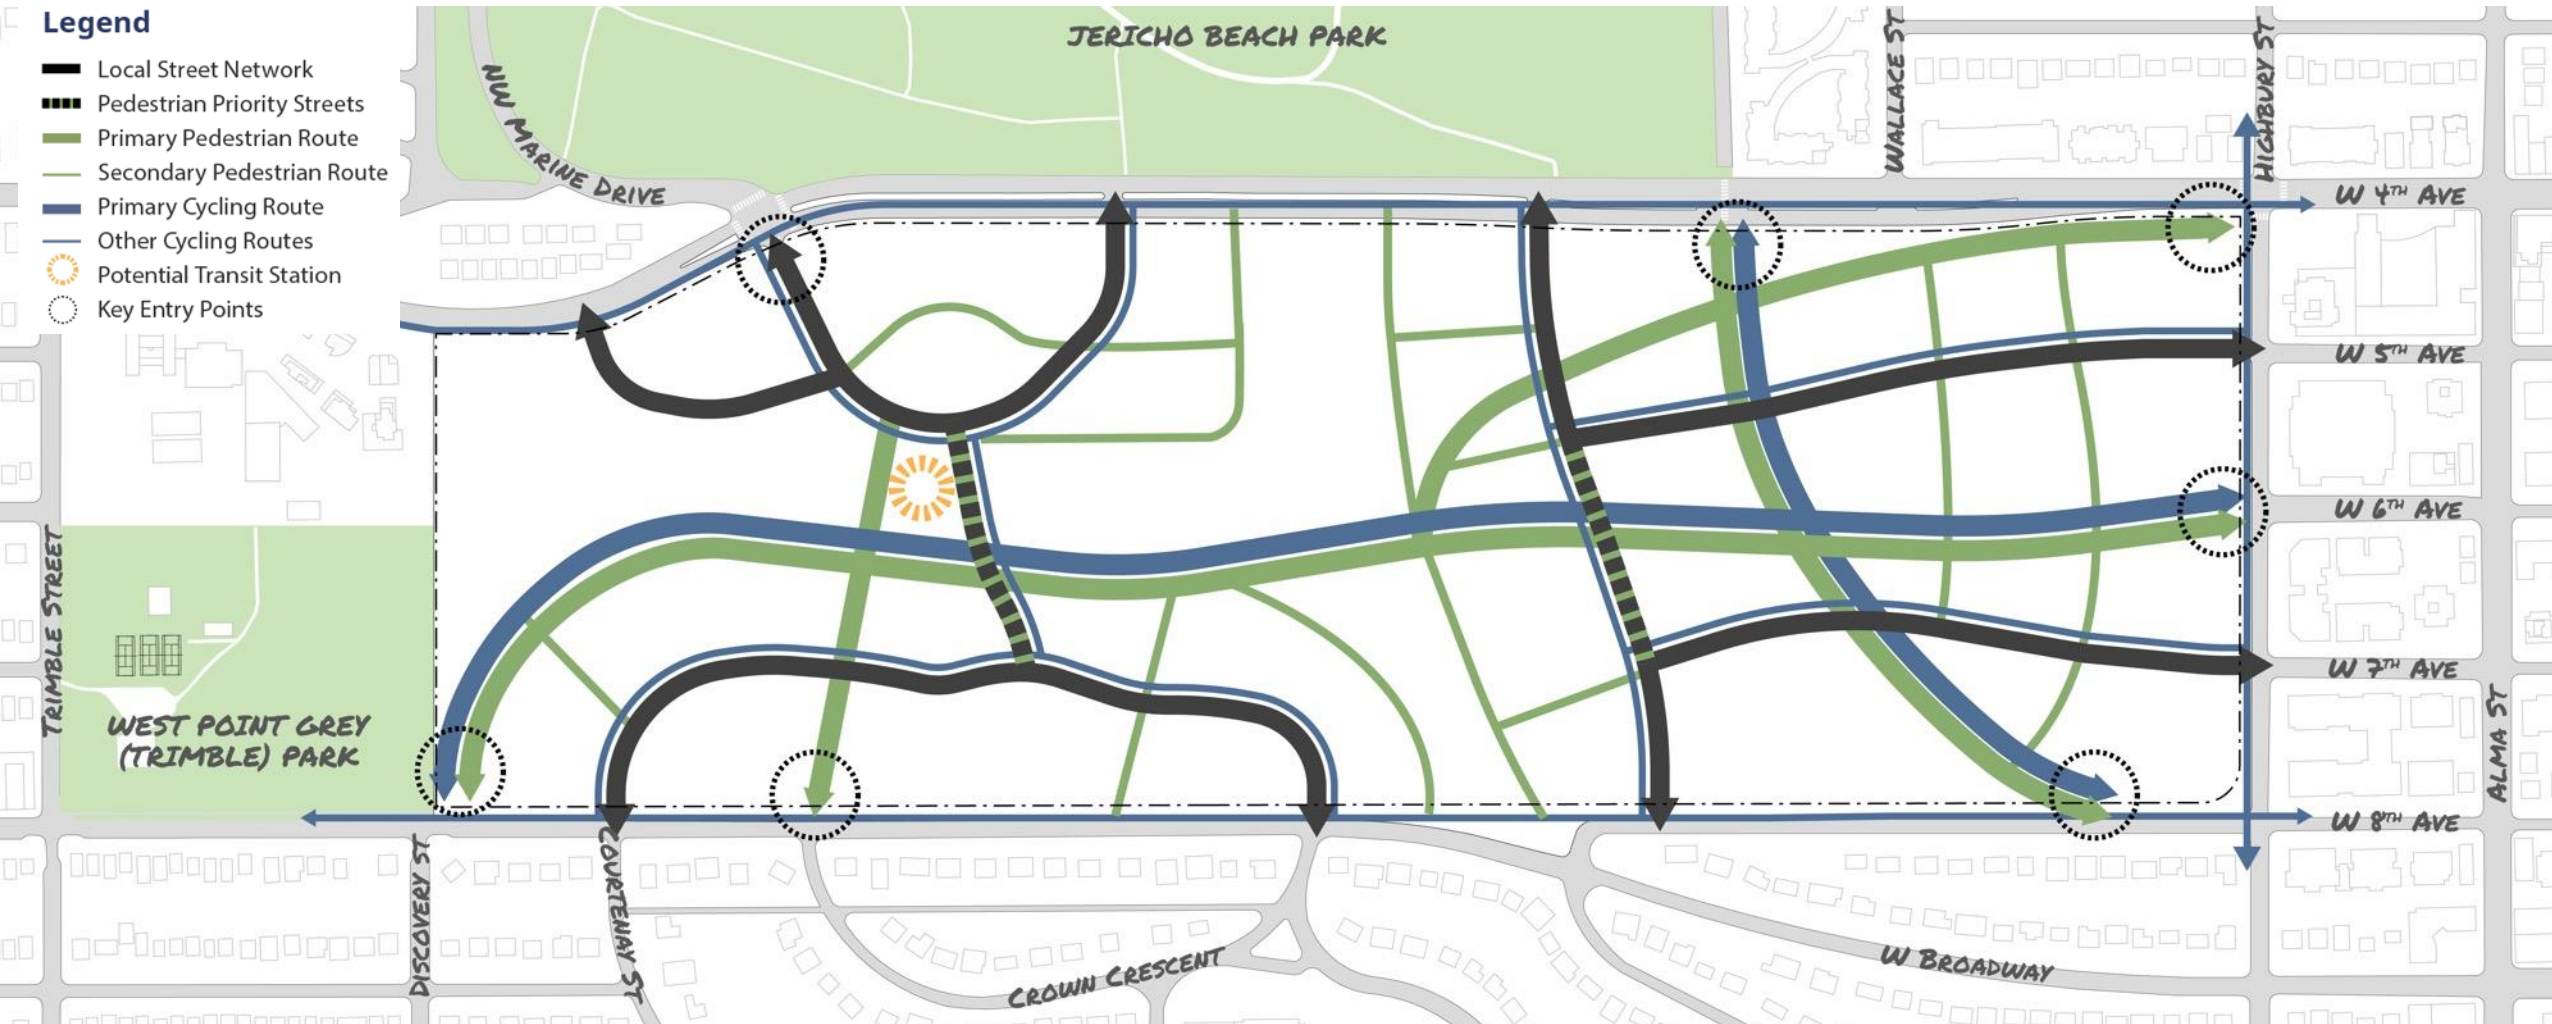 Legend
Local Street Network
Pedestrian Priority Streets
Primary Pedestrian Route
Secondary Pedestrian Route
Primary Cycling Route
Other Cycling Routes
Potential Transit Station
Key Entry Points
JERICHO BEACH PARK
NW MARINE DRIVE
WALLACE ST
HIGHBURY ST
W 4TH AVE
W 5TH AVE
W 6TH AVE
W 7TH AVE
W 8TH AVE
ALMA ST
TRIMBLE STREET
WEST POINT GREY
(TRIMBLE) PARK
DISCOVERY ST
COURTENAY ST
CROWN CRESCENT
W BROADWAY